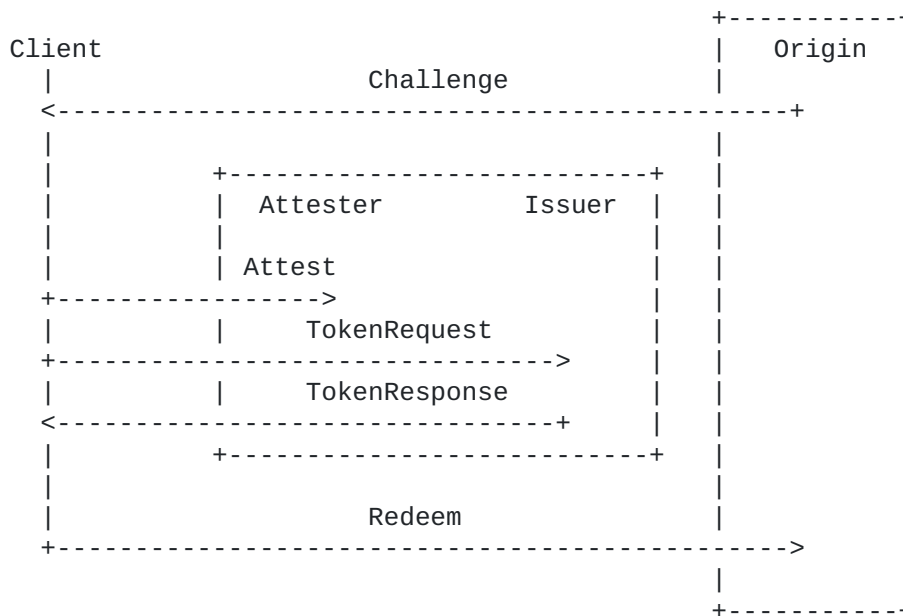 Client Origin
Challenge
Attester Issuer
Attest
TokenRequest
TokenResponse
Redeem